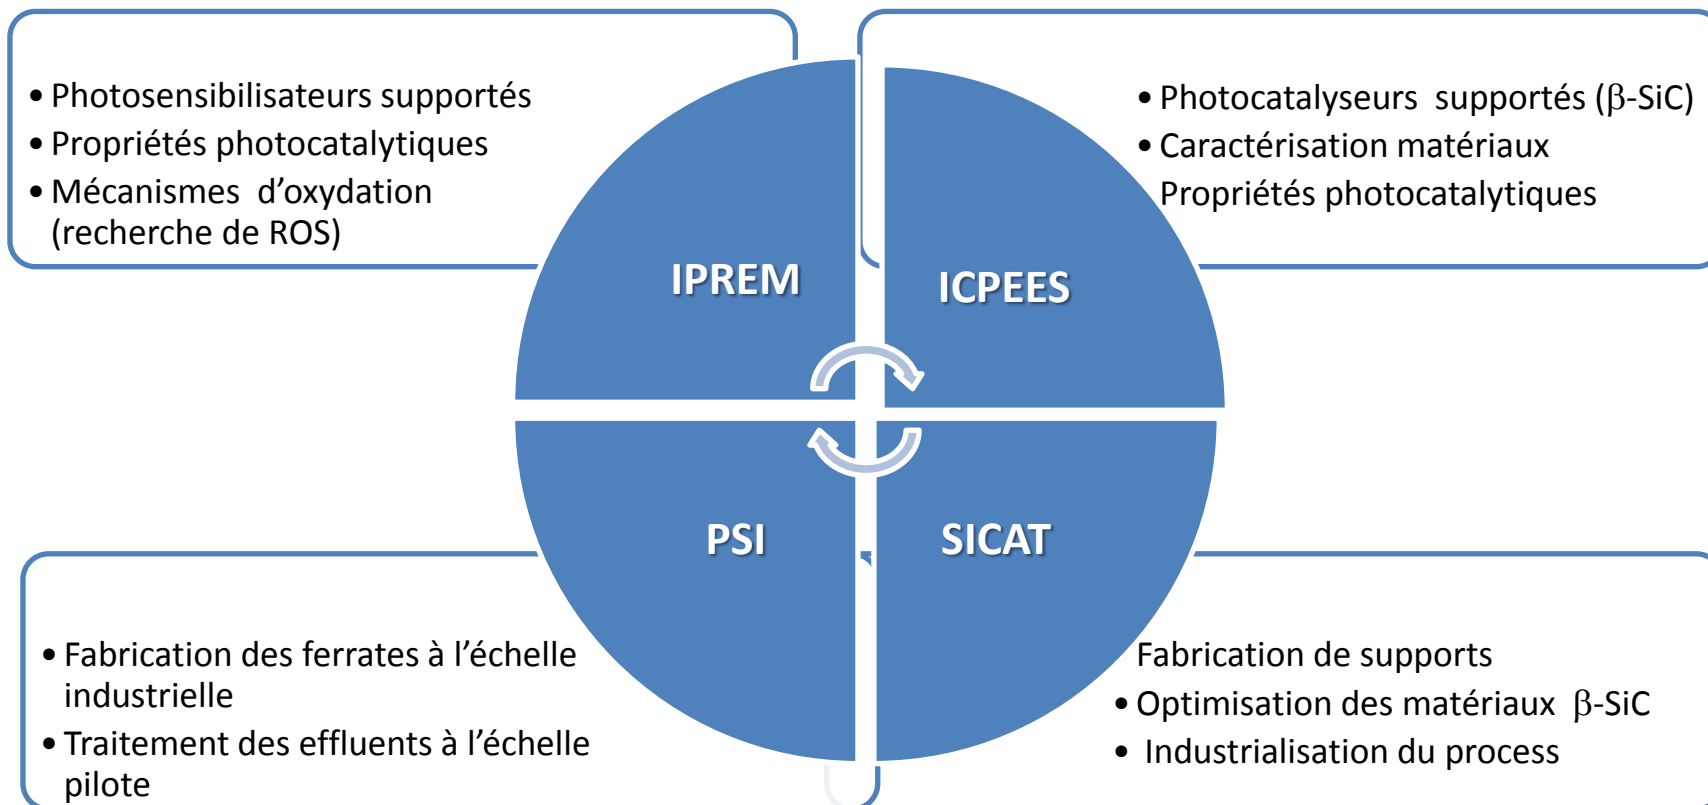 • Photosensibilisateurs supportés
• Propriétés photocatalytiques
• Mécanismes d’oxydation
(recherche de ROS)
• Photocatalyseurs supportés (β-SiC)
• Caractérisation matériaux
Propriétés photocatalytiques
IPREM
ICPEES
PSI
SICAT
• Fabrication des ferrates à l’échelle
industrielle
• Traitement des effluents à l’échelle
pilote
Fabrication de supports
• Optimisation des matériaux β-SiC
• Industrialisation du process